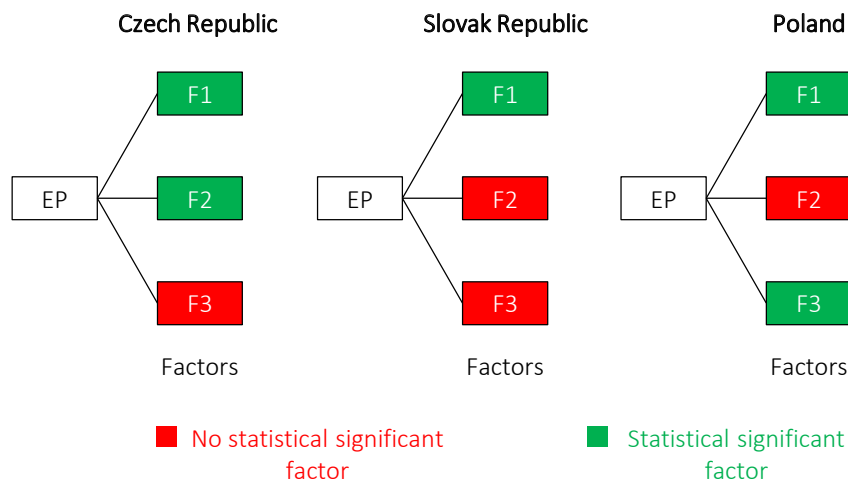 Czech Republic Slovak Republic Poland
F1 F1 F1
EP F2 EP F2 EP F2
F3 F3 F3
Factors Factors Factors
No statistical significant Statistical significant
factor factor